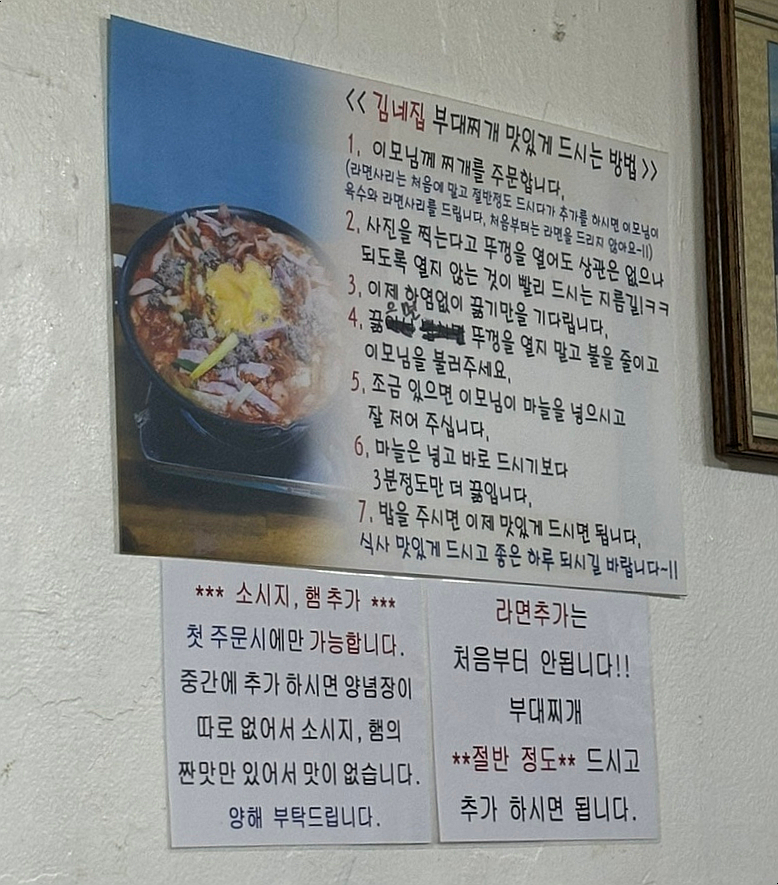 << 김네집 부대찌개 맛있게 드시는 방법 >>
1. 이모님께 찌개를 주문합니다.
(라면사리는 처음에 말고 절반정도 드시다가 추가를 하시면 이모님이
육수와 라면사리를 드립니다. 처음부터는 라면을 드리지 않아요~!!)
2. 사진을 찍는다고 뚜껑을 열어도 상관은 없으나
되도록 열지 않는 것이 빨리 드시는 지름길!ㅋㅋ
3. 이제 하염없이 끓기만을 기다립니다.
4. 끓으면 뚜껑을 열지 말고 불을 줄이고
이모님을 불러주세요.
5. 조금 있으면 이모님이 마늘을 넣으시고
잘 저어 주십니다.
6. 마늘은 넣고 바로 드시기보다
3분정도만 더 끓입니다.
7. 밥을 주시면 이제 맛있게 드시면 됩니다.
식사 맛있게 드시고 좋은 하루 되시길 바랍니다~!!
*** 소시지, 햄 추가 ***
첫 주문시에만 가능합니다.
중간에 추가 하시면 양념장이
따로 없어서 소시지, 햄의
짠맛만 있어서 맛이 없습니다.
양해 부탁드립니다.
라면추가는
처음부터 안됩니다!!
부대찌개
**절반 정도** 드시고
추가 하시면 됩니다.